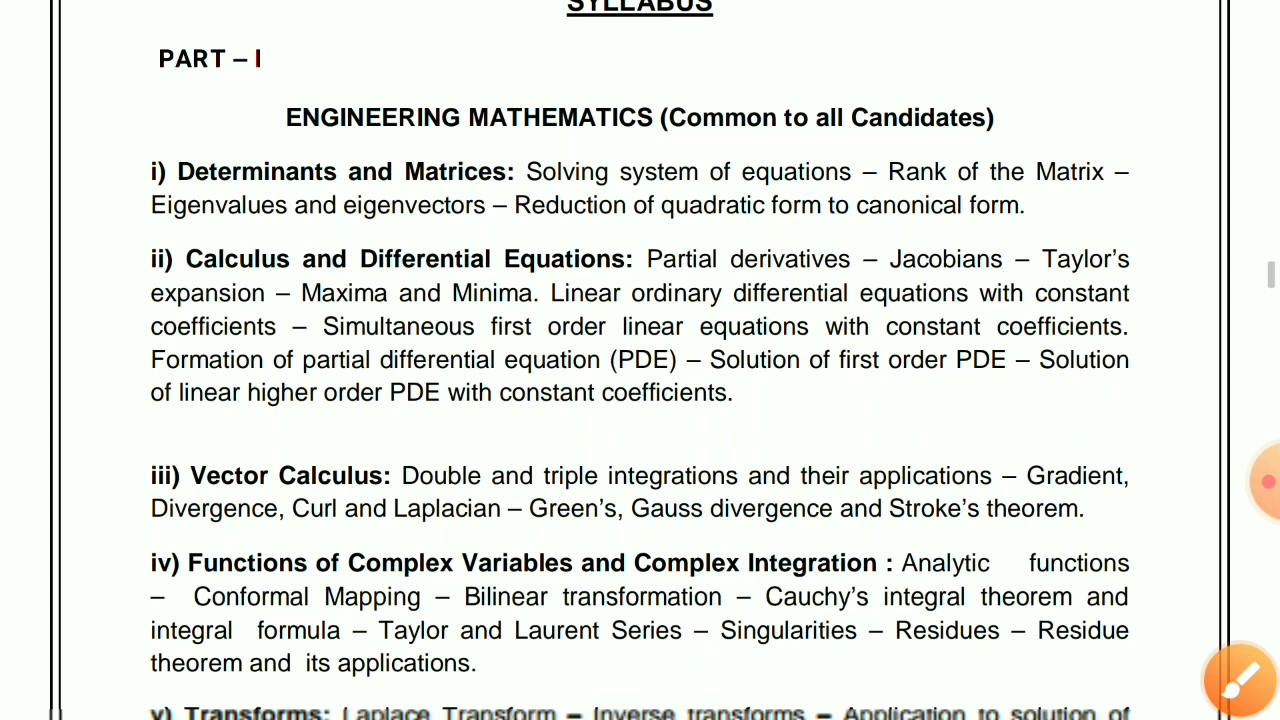 SYLLABUS
PART – I
ENGINEERING MATHEMATICS (Common to all Candidates)
i) Determinants and Matrices: Solving system of equations – Rank of the Matrix –
Eigenvalues and eigenvectors – Reduction of quadratic form to canonical form.
ii) Calculus and Differential Equations: Partial derivatives – Jacobians – Taylor's
expansion – Maxima and Minima. Linear ordinary differential equations with constant
coefficients – Simultaneous first order linear equations with constant coefficients.
Formation of partial differential equation (PDE) – Solution of first order PDE – Solution
of linear higher order PDE with constant coefficients.
iii) Vector Calculus: Double and triple integrations and their applications – Gradient,
Divergence, Curl and Laplacian – Green's, Gauss divergence and Stroke's theorem.
iv) Functions of Complex Variables and Complex Integration : Analytic functions
– Conformal Mapping – Bilinear transformation – Cauchy's integral theorem and
integral formula – Taylor and Laurent Series – Singularities – Residues – Residue
theorem and its applications.
v) Transforms: Laplace Transform – Inverse transforms – Application to solution of